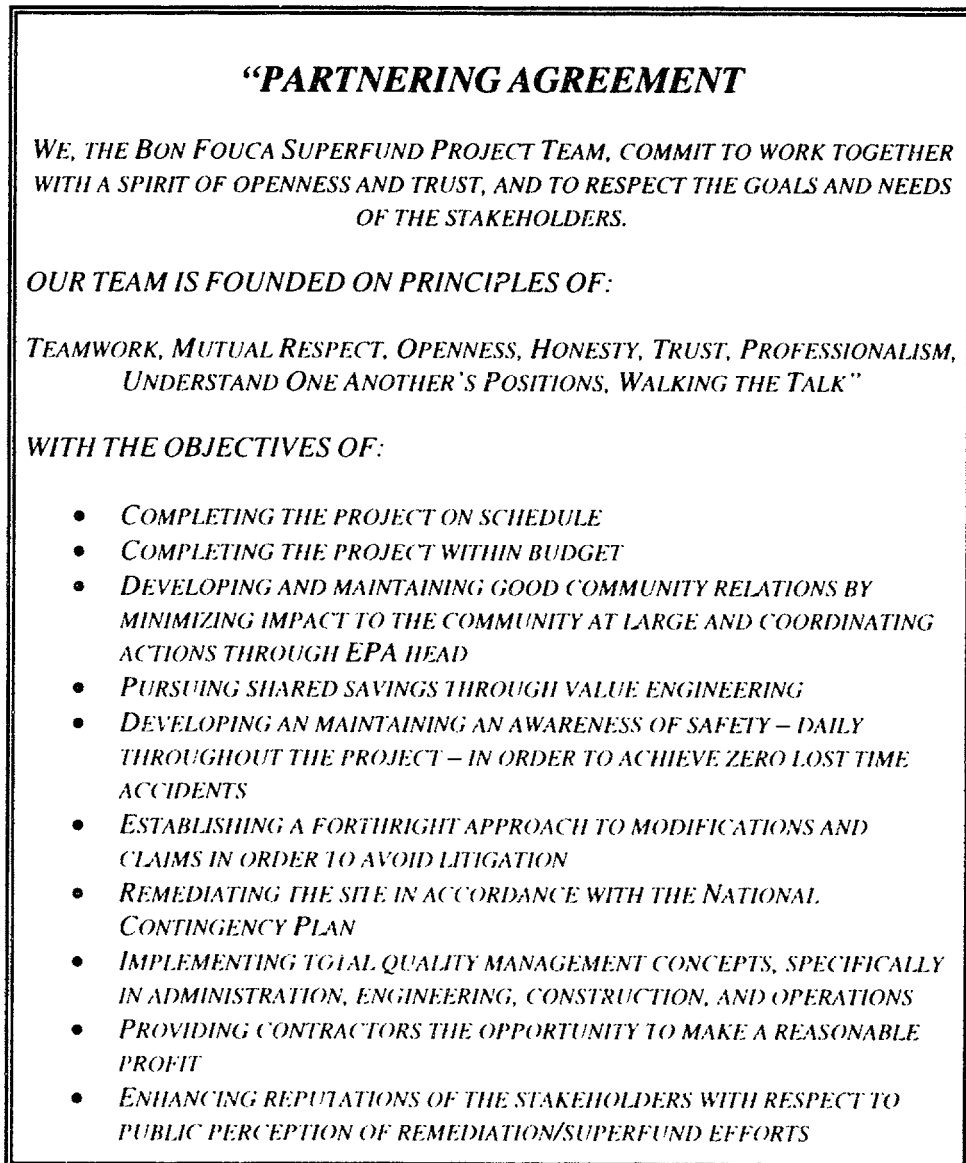 “PARTNERING AGREEMENT
WE, THE BON FOUCA SUPERFUND PROJECT TEAM, COMMIT TO WORK TOGETHER
WITH A SPIRIT OF OPENNESS AND TRUST, AND TO RESPECT THE GOALS AND NEEDS
OF THE STAKEHOLDERS.
OUR TEAM IS FOUNDED ON PRINCIPLES OF:
TEAMWORK, MUTUAL RESPECT, OPENNESS, HONESTY, TRUST, PROFESSIONALISM,
UNDERSTAND ONE ANOTHER'S POSITIONS, WALKING THE TALK”
WITH THE OBJECTIVES OF:
• COMPLETING THE PROJECT ON SCHEDULE
• COMPLETING THE PROJECT WITHIN BUDGET
• DEVELOPING AND MAINTAINING GOOD COMMUNITY RELATIONS BY
MINIMIZING IMPACT TO THE COMMUNITY AT LARGE AND COORDINATING
ACTIONS THROUGH EPA HEAD
• PURSUING SHARED SAVINGS THROUGH VALUE ENGINEERING
• DEVELOPING AN MAINTAINING AN AWARENESS OF SAFETY – DAILY
THROUGHOUT THE PROJECT – IN ORDER TO ACHIEVE ZERO LOST TIME
ACCIDENTS
• ESTABLISHING A FORTHRIGHT APPROACH TO MODIFICATIONS AND
CLAIMS IN ORDER TO AVOID LITIGATION
• REMEDIATING THE SITE IN ACCORDANCE WITH THE NATIONAL
CONTINGENCY PLAN
• IMPLEMENTING TOTAL QUALITY MANAGEMENT CONCEPTS, SPECIFICALLY
IN ADMINISTRATION, ENGINEERING, CONSTRUCTION, AND OPERATIONS
• PROVIDING CONTRACTORS THE OPPORTUNITY TO MAKE A REASONABLE
PROFIT
• ENHANCING REPUTATIONS OF THE STAKEHOLDERS WITH RESPECT TO
PUBLIC PERCEPTION OF REMEDIATION/SUPERFUND EFFORTS